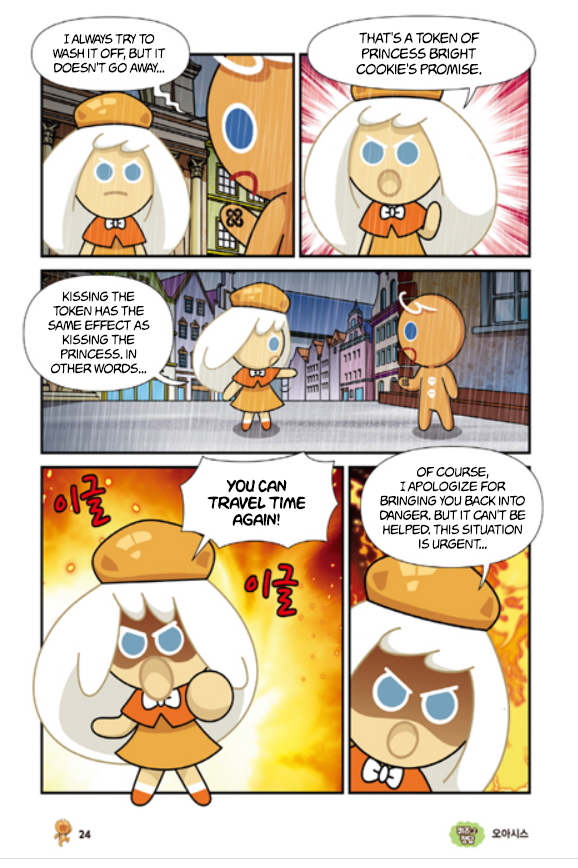 I ALWAYS TRY TO
WASH IT OFF, BUT IT
DOESN'T GO AWAY...
THAT'S A TOKEN OF
PRINCESS BRIGHT
COOKIE'S PROMISE.
KISSING THE
TOKEN HAS THE
SAME EFFECT AS
KISSING THE
PRINCESS. IN
OTHER WORDS...
이글
YOU CAN
TRAVEL TIME
AGAIN!
이글
OF COURSE,
I APOLOGIZE FOR
BRINGING YOU BACK INTO
DANGER. BUT IT CAN'T BE
HELPED. THIS SITUATION
IS URGENT...
24
오아시스